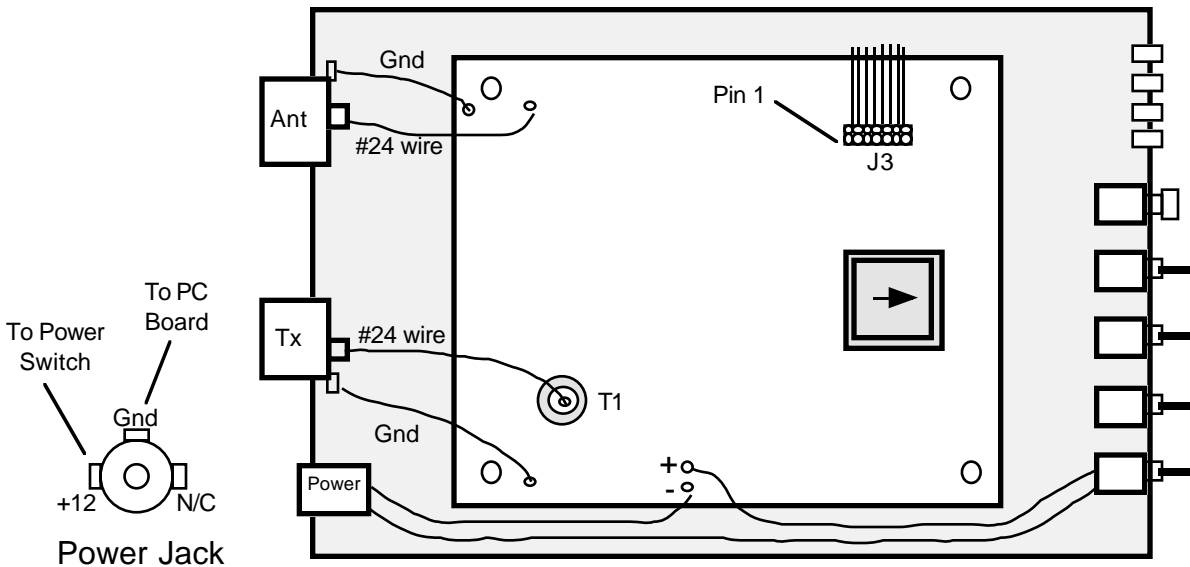 Gnd
Ant
#24 wire
Pin 1
J3
To PC
Board
To Power
Switch
Tx
#24 wire
T1
Gnd
Gnd
+
-
Power
+12
N/C
Power Jack